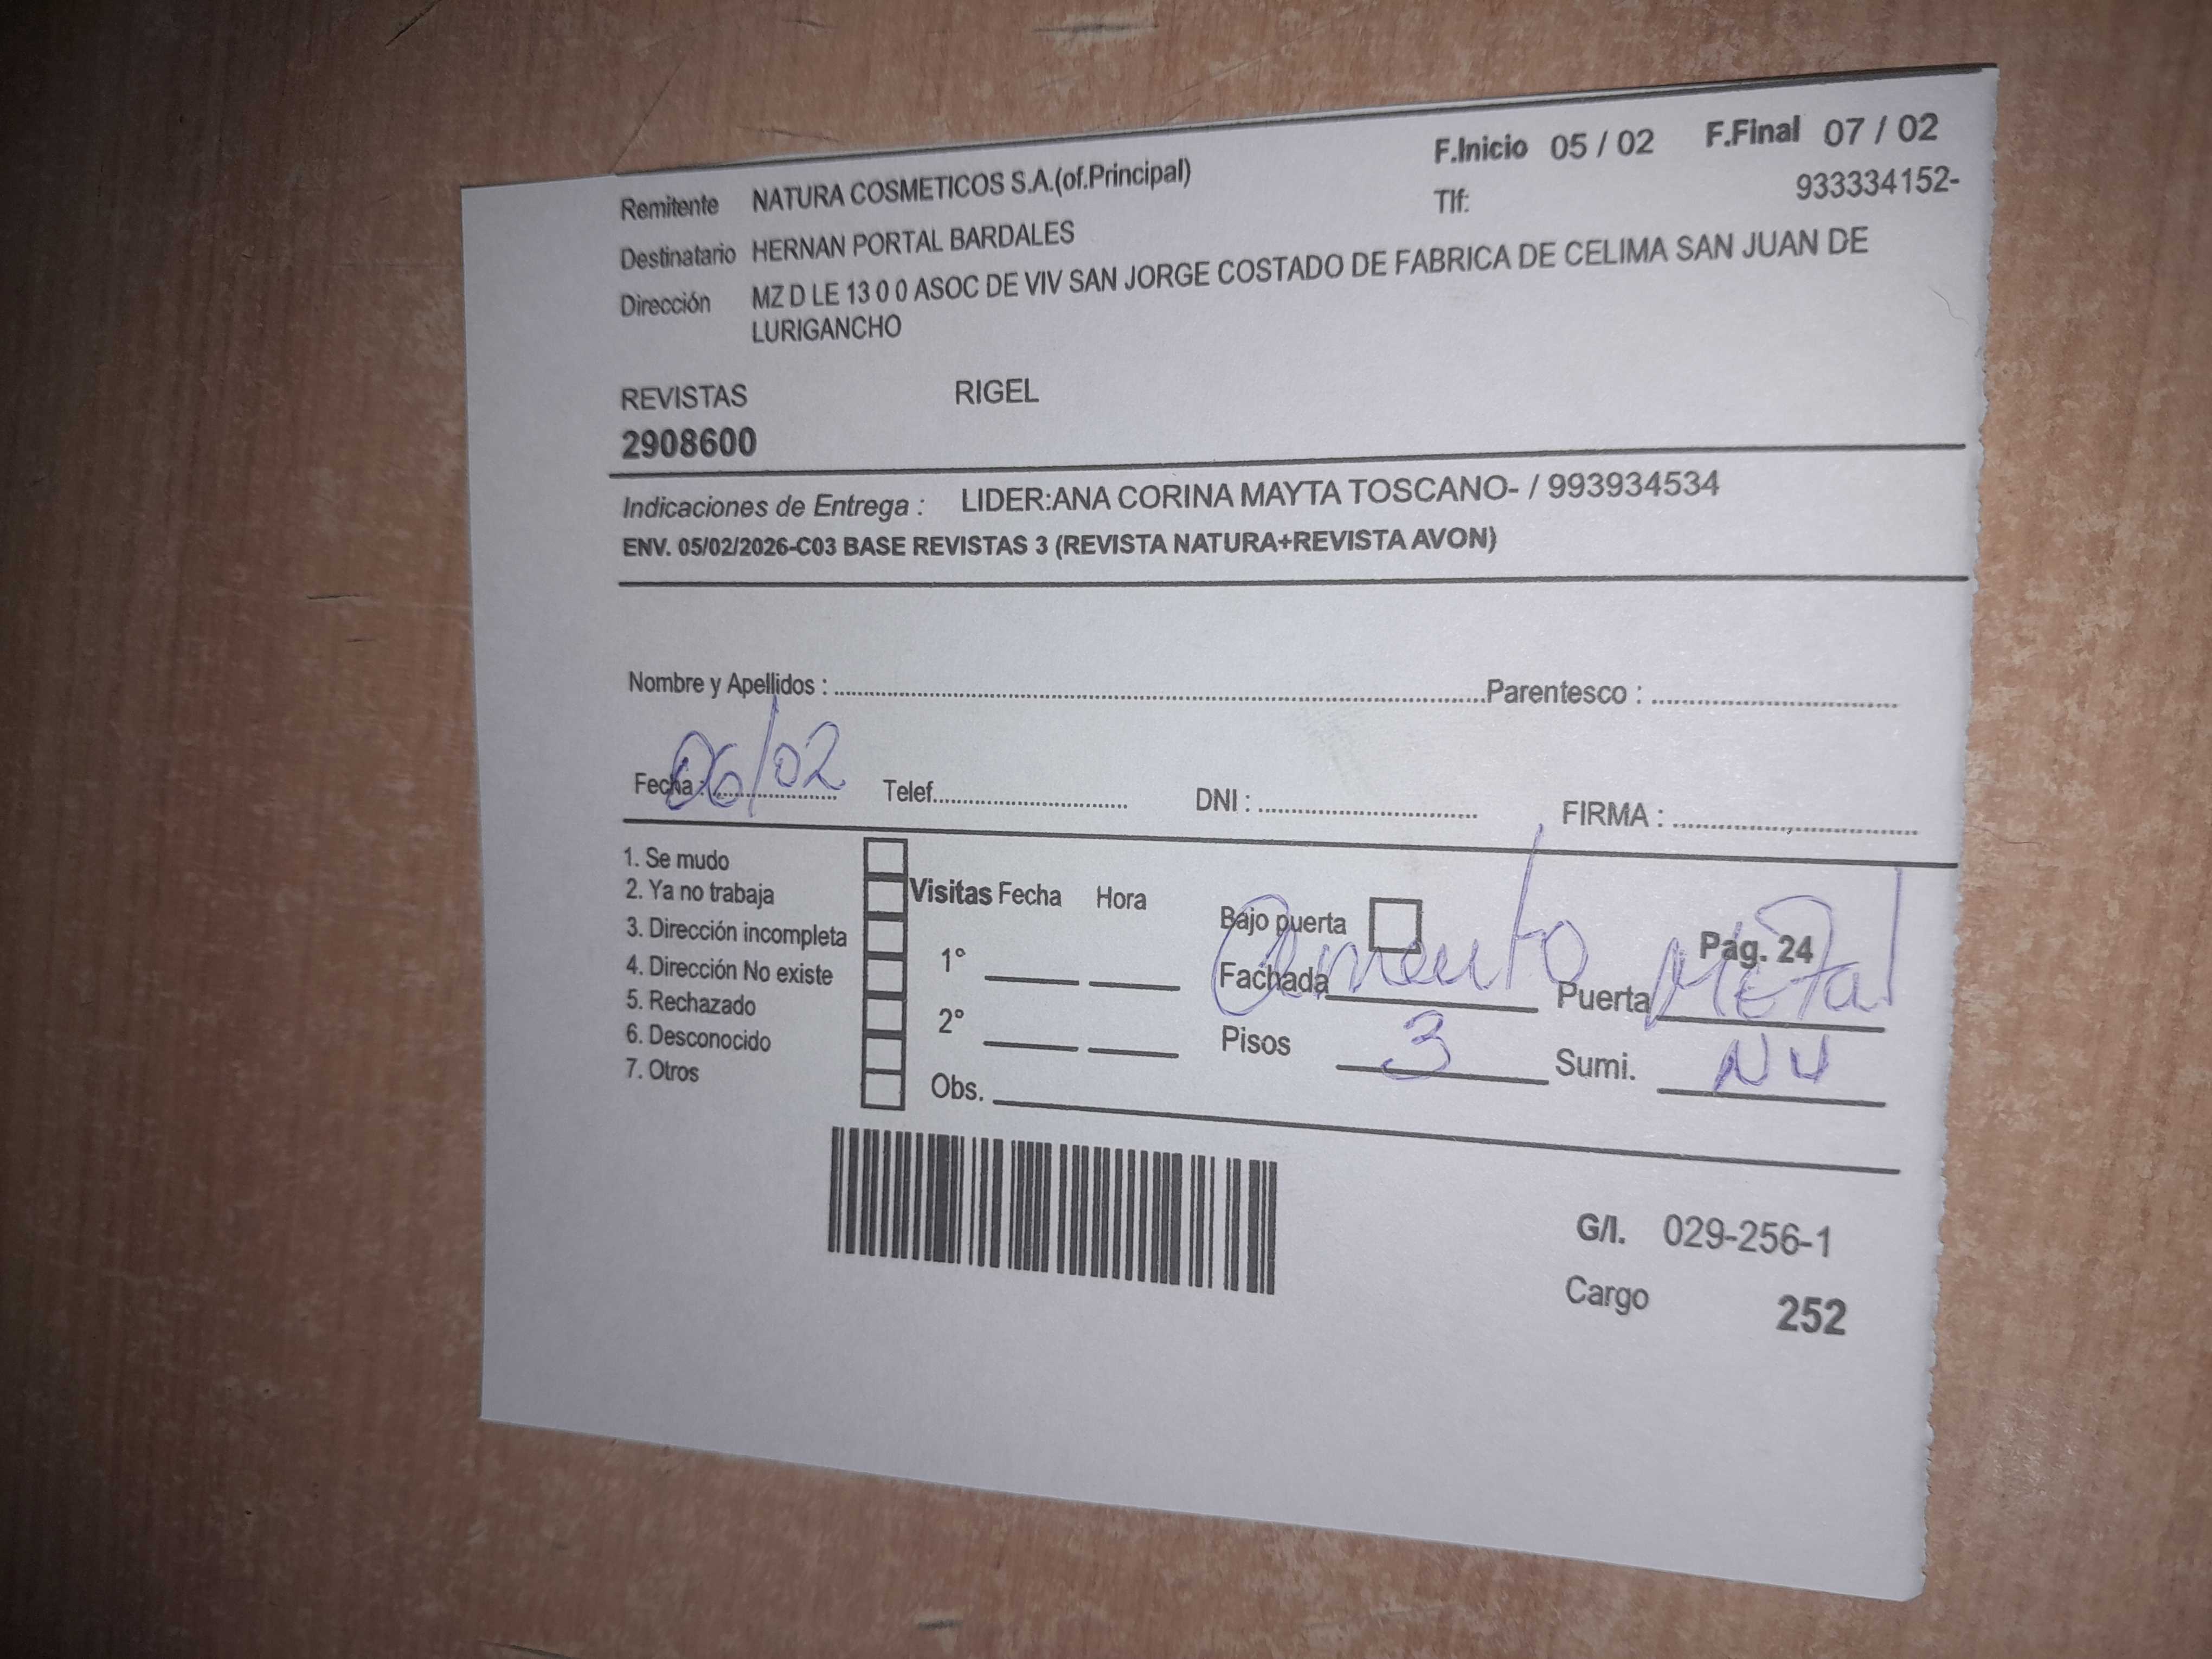 F.Inicio 05 / 02 F.Final 07 / 02
Remitente NATURA COSMETICOS S.A.(of.Principal) Tlf: 933334152-
Destinatario HERNAN PORTAL BARDALES
Dirección MZ D LE 13 0 0 ASOC DE VIV SAN JORGE COSTADO DE FABRICA DE CELIMA SAN JUAN DE
LURIGANCHO
REVISTAS RIGEL
2908600
Indicaciones de Entrega : LIDER:ANA CORINA MAYTA TOSCANO- / 993934534
ENV. 05/02/2026-C03 BASE REVISTAS 3 (REVISTA NATURA+REVISTA AVON)
Nombre y Apellidos : Parentesco :
Fecha : 06/02 Telef. DNI : FIRMA :
1. Se mudo
2. Ya no trabaja
3. Dirección incompleta
4. Dirección No existe
5. Rechazado
6. Desconocido
7. Otros
Visitas Fecha Hora
1°
2°
Obs.
Bajo puerta Pág. 24
Fachada Cemento Puerta Metal
Pisos 3 Sumi. NV
G/I. 029-256-1
Cargo 252